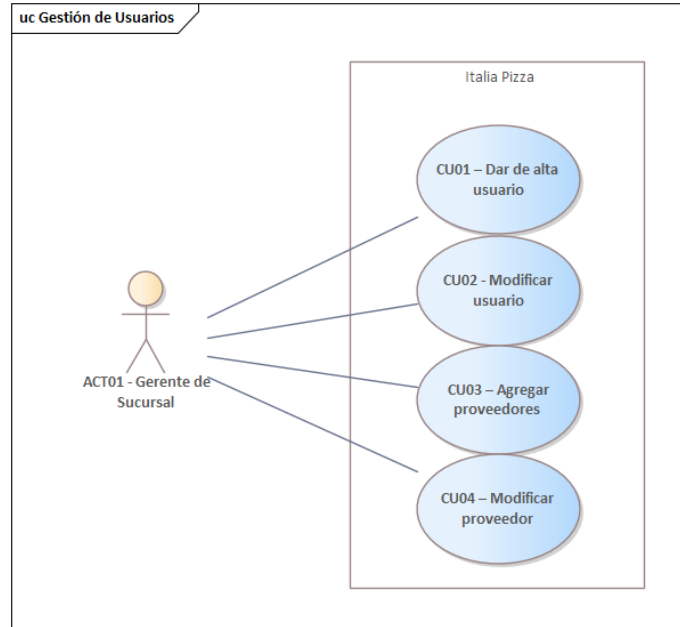 uc Gestión de Usuarios
Italia Pizza
CU01 – Dar de alta
usuario
CU02 - Modificar
usuario
CU03 – Agregar
proveedores
CU04 – Modificar
proveedor
ACT01 - Gerente de
Sucursal